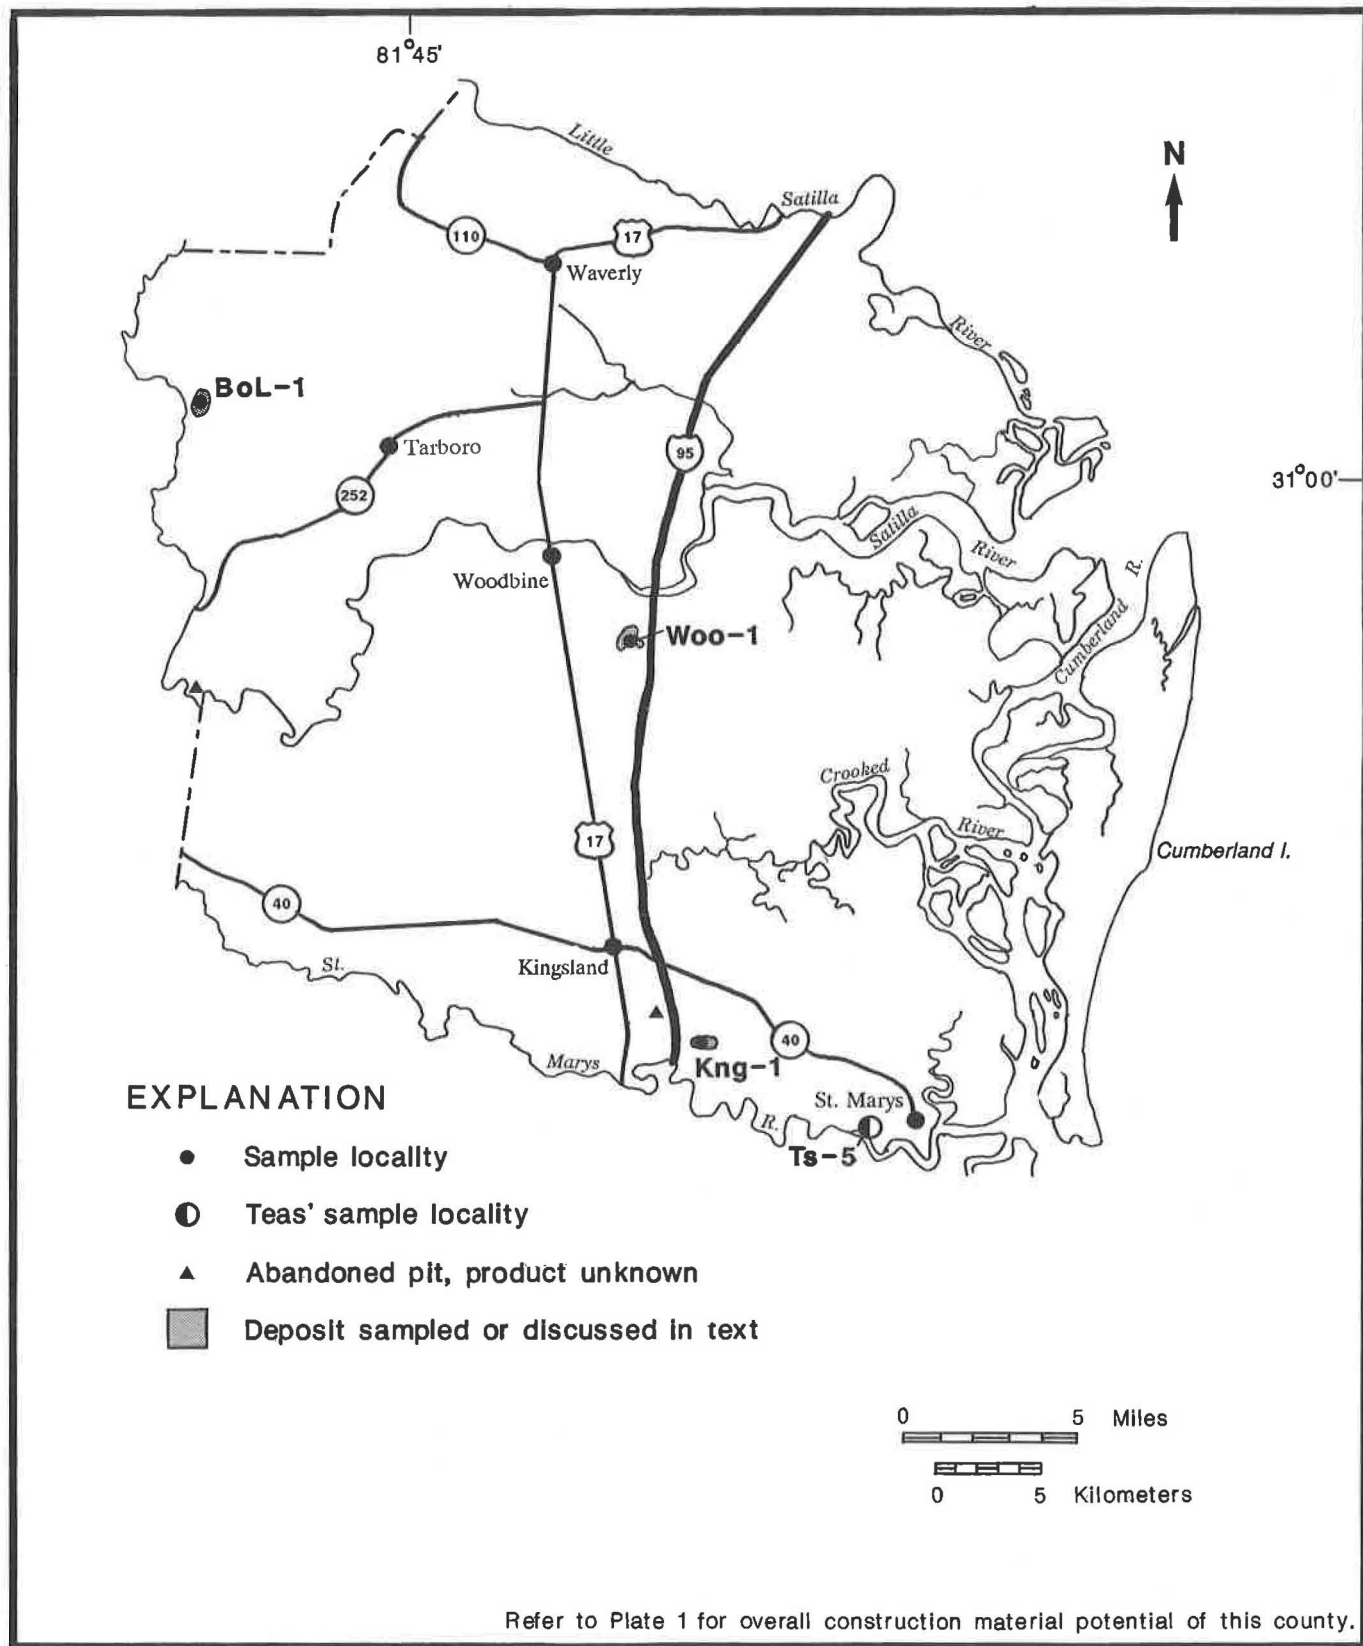 81°45'
Little
Satilla
N
110
17
Waverly
River
BoL-1
Tarboro
95
252
31°00'
Satilla
River
Woodbine
R.
Cumberland
Woo-1
Crooked
River
17
Cumberland I.
40
Kingsland
St.
40
Marys
Kng-1
St. Marys
R.
Ts-5
EXPLANATION
Sample locality
Teas' sample locality
Abandoned pit, product unknown
Deposit sampled or discussed in text
0 5 Miles
0 5 Kilometers
Refer to Plate 1 for overall construction material potential of this county.